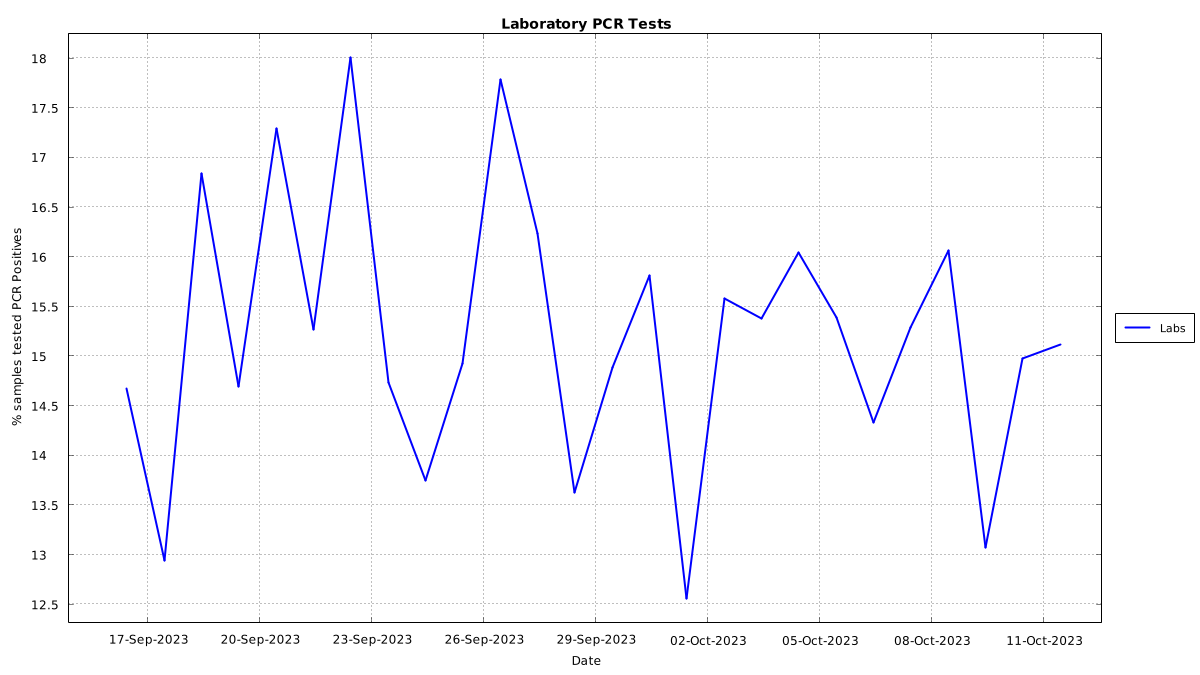 Laboratory PCR Tests
18
17.5
17
16.5
16
15.5
15
14.5
14
13.5
13
12.5
% samples tested PCR Positives
17-Sep-2023 20-Sep-2023 23-Sep-2023 26-Sep-2023 29-Sep-2023 02-Oct-2023 05-Oct-2023 08-Oct-2023 11-Oct-2023
Date
Labs